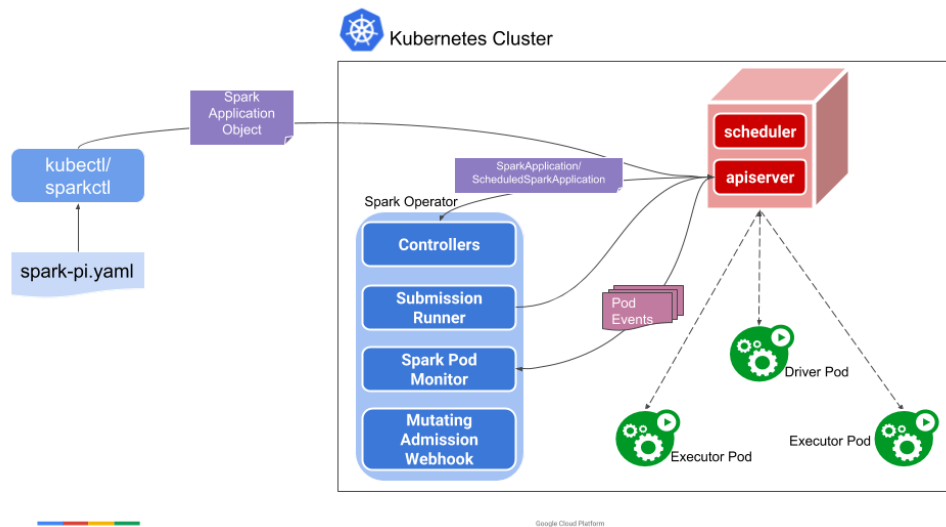 Kubernetes Cluster
Spark
Application
Object
scheduler
kubectl/
sparkctl
SparkApplication/
ScheduledSparkApplication
apiserver
Spark Operator
Controllers
spark-pi.yaml
Submission
Runner
Pod
Events
Spark Pod
Monitor
Driver Pod
Mutating
Admission
Webhook
Executor Pod
Executor Pod
Google Cloud Platform